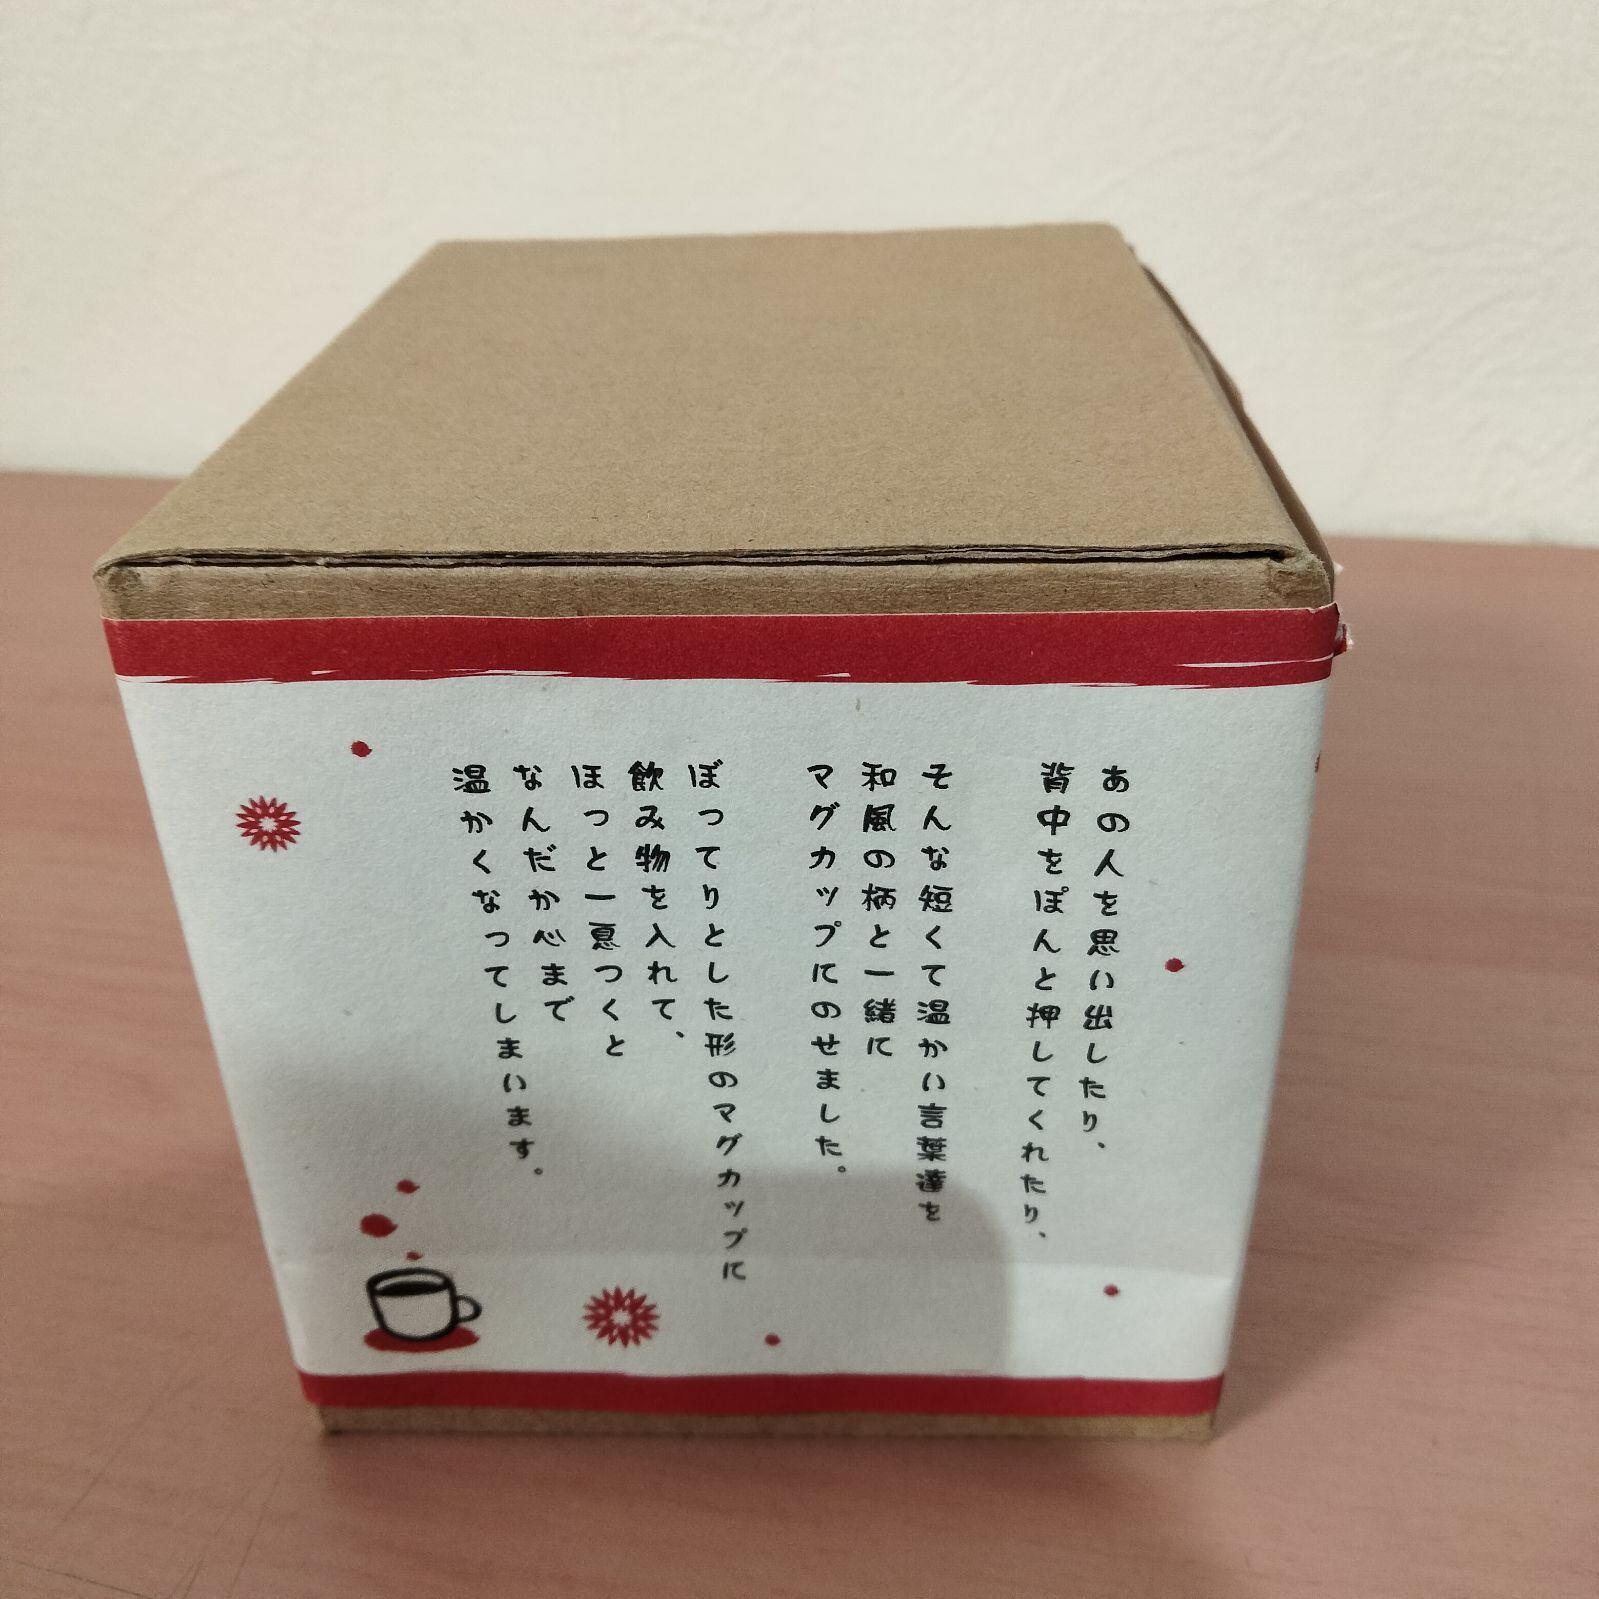 あの人を思い出したり、
背中をぽんと押してくれたり、
そんな短くて温かい言葉達を
和風の柄と一緒に
マグカップにのせました。
ぽってりとした形のマグカップに
飲み物を入れて、
ほっと一息つくと
なんだか心まで
温かくなってしまいます。